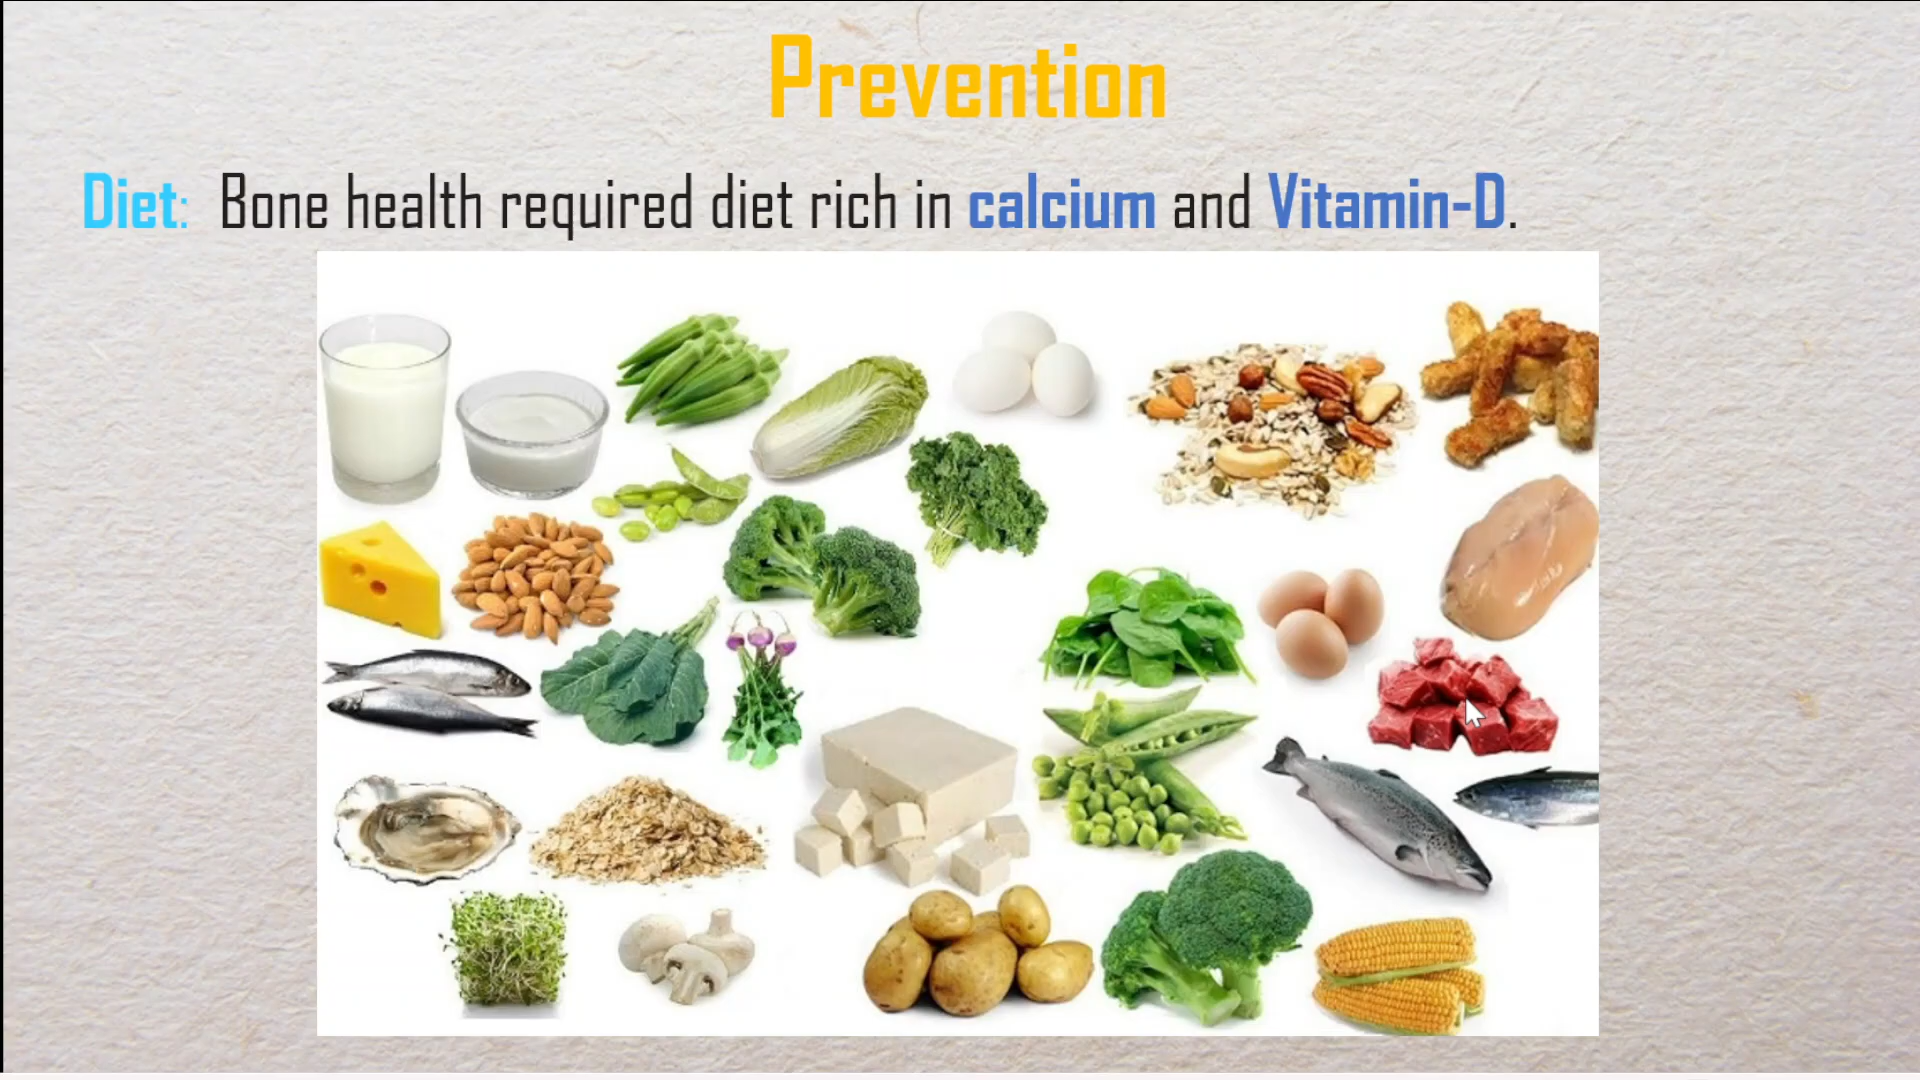 Prevention
Diet: Bone health required diet rich in calcium and Vitamin-D.